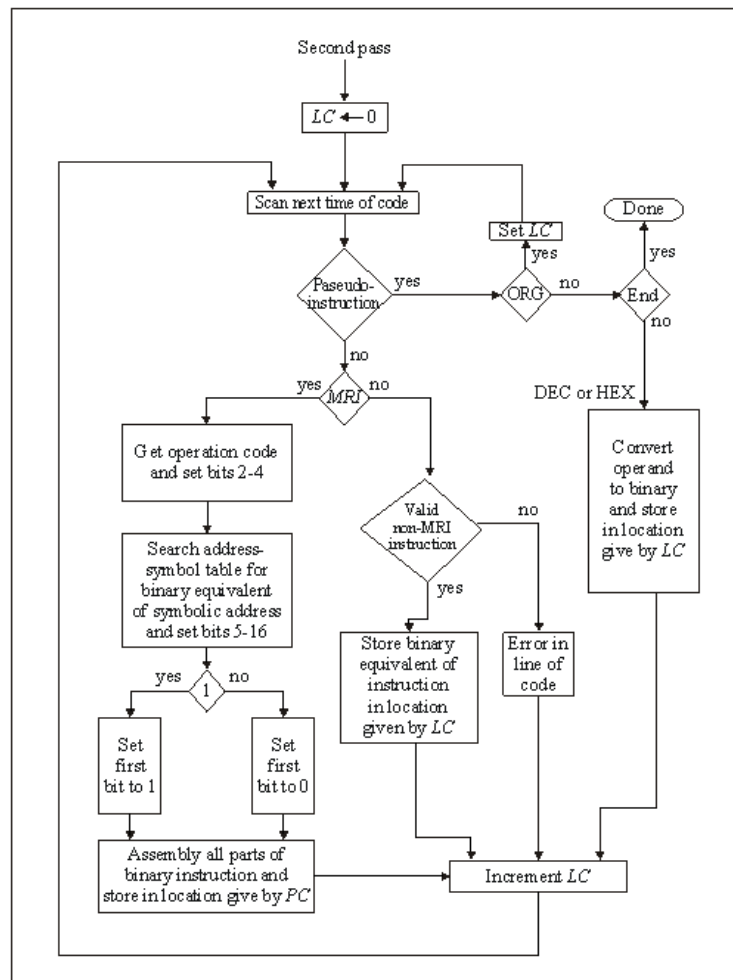 Second pass
LC ← 0
Scan next time of code
Set LC
Done
yes
yes
Paseudo-
instruction
yes
ORG
no
End
no
no
yes
MRI
no
DEC or HEX
Get operation code
and set bits 2-4
Convert
operand
to binary
and store
in location
give by LC
Valid
non-MRI
instruction
no
yes
Search address-
symbol table for
binary equivalent
of symbolic address
and set bits 5-16
Store binary
equivalent of
instruction
in location
given by LC
Error in
line of
code
yes
1
no
Set
first
bit to 1
Set
first
bit to 0
Assembly all parts of
binary instruction and
store in location give by PC
Increment LC